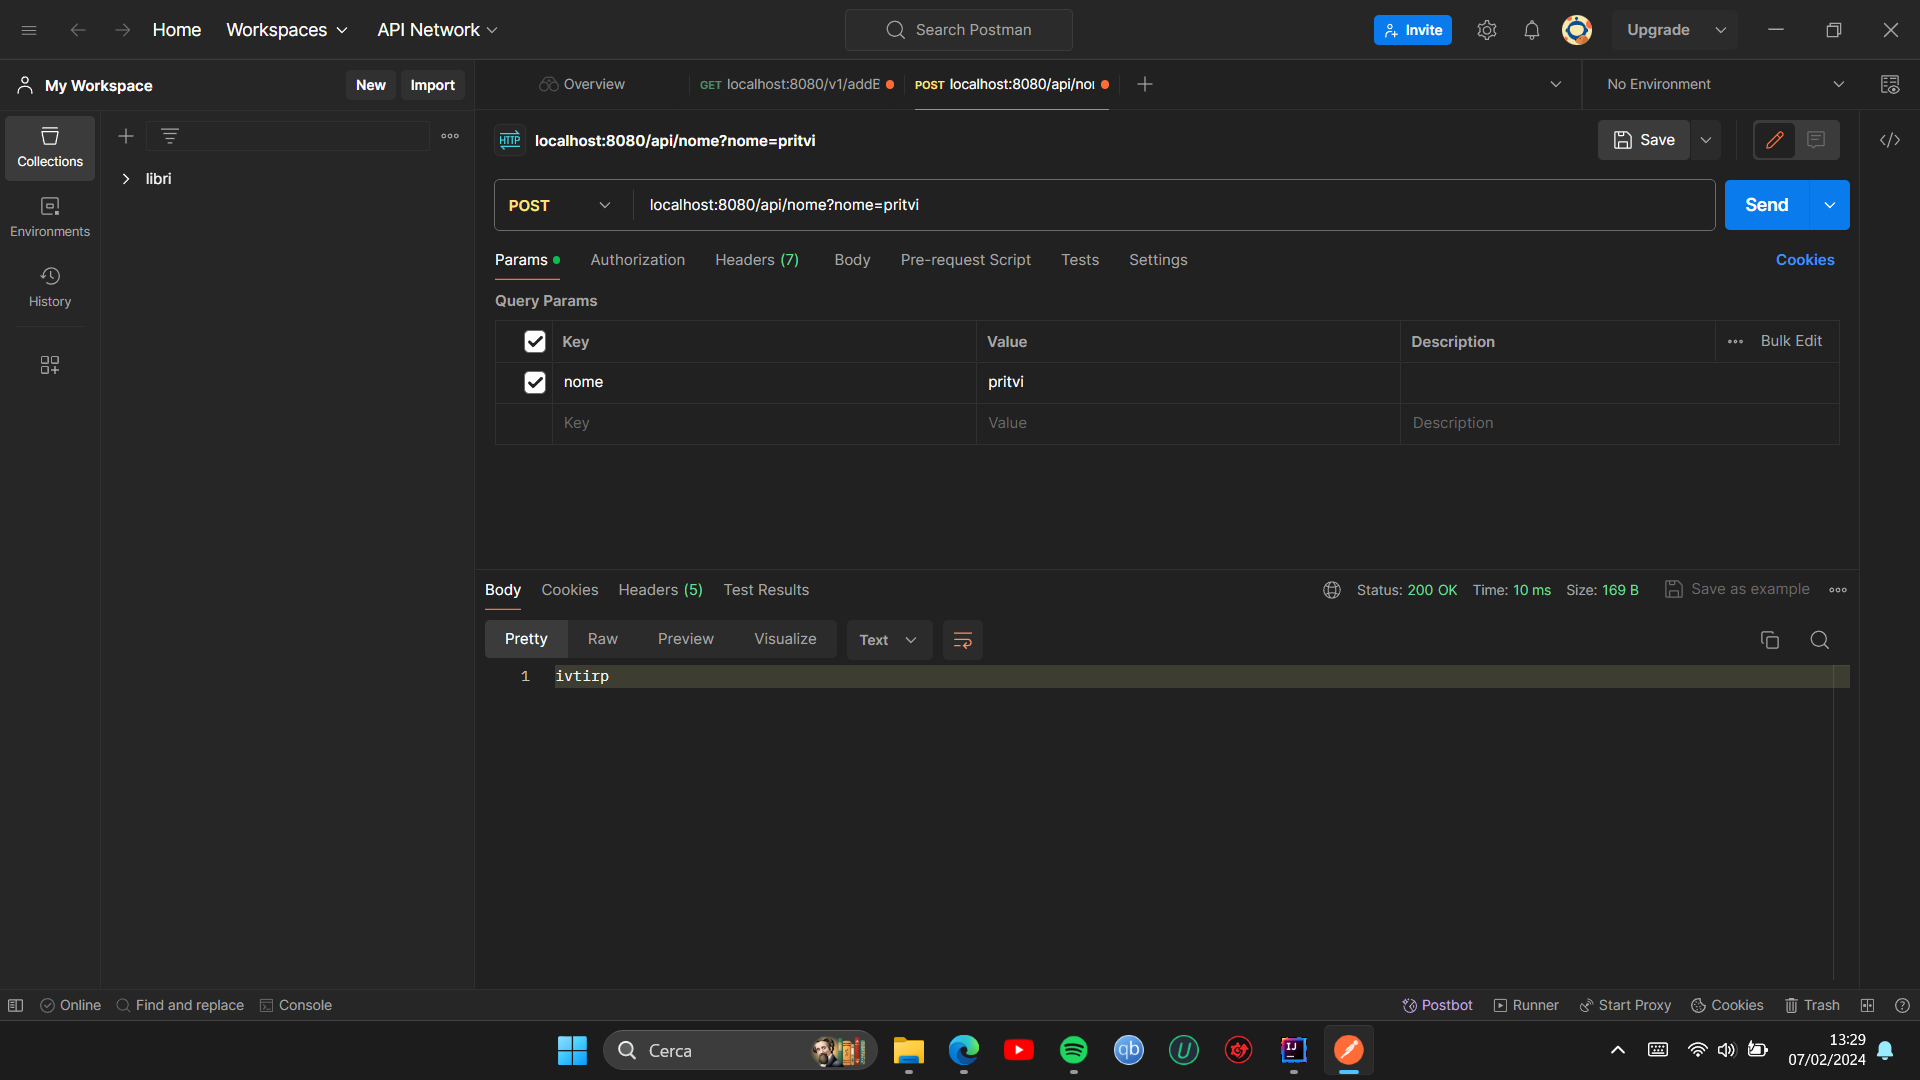 Home
Workspaces
API Network
Search Postman
Invite
Upgrade
My Workspace
New
Import
Overview
GET localhost:8080/v1/addE
POST localhost:8080/api/no
No Environment
Collections
Environments
History
libri
HTTP
localhost:8080/api/nome?nome=pritvi
Save
POST
localhost:8080/api/nome?nome=pritvi
Send
Params
Authorization
Headers (7)
Body
Pre-request Script
Tests
Settings
Cookies
Query Params
Key
Value
Description
Bulk Edit
nome
pritvi
Key
Value
Description
Body
Cookies
Headers (5)
Test Results
Status: 200 OK
Time: 10 ms
Size: 169 B
Save as example
Pretty
Raw
Preview
Visualize
Text
1
ivtirp
Online
Find and replace
Console
Postbot
Runner
Start Proxy
Cookies
Trash
Cerca
qb
U
IJ
13:29
07/02/2024